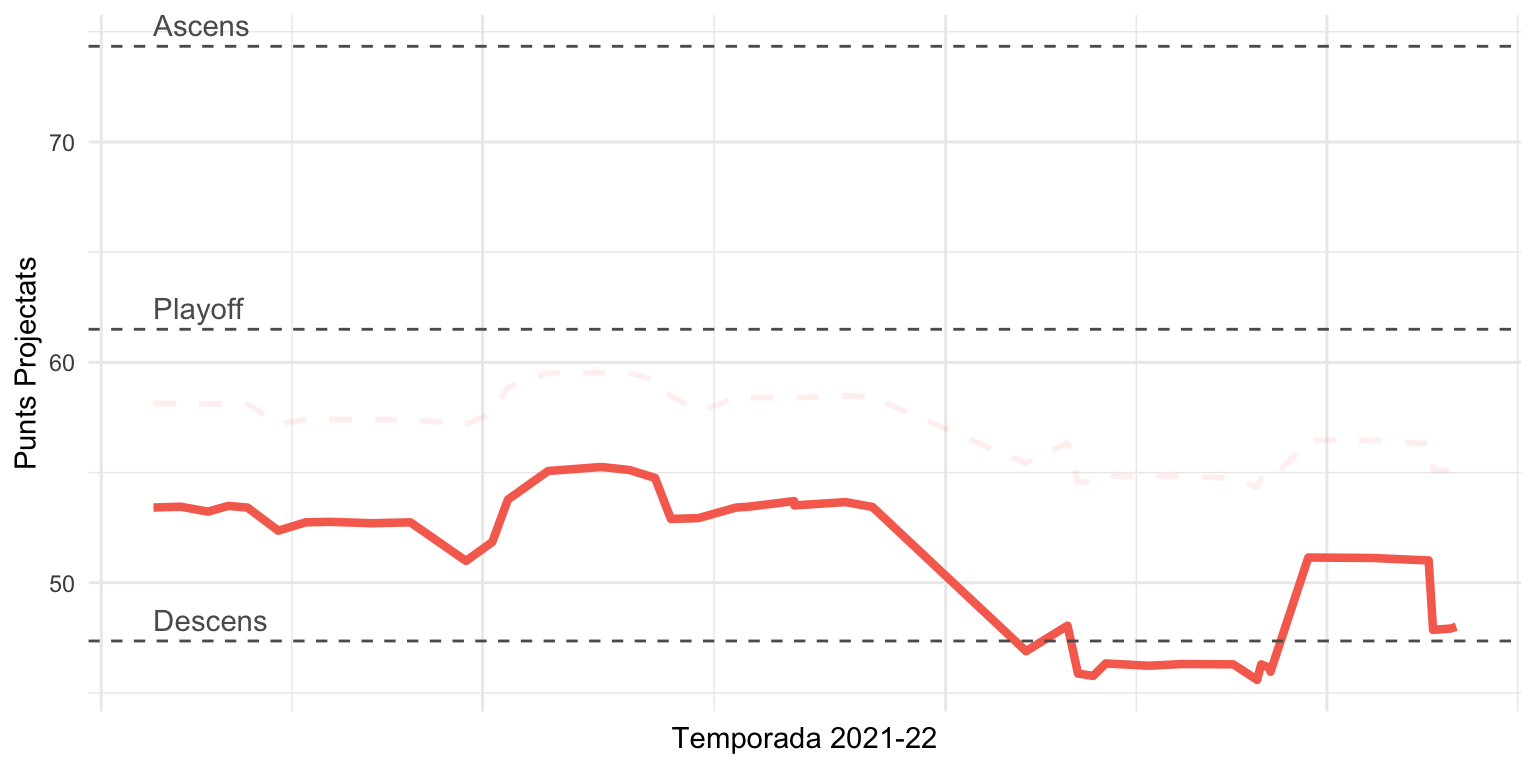 Ascens
70
Playoff
60
50
Descens
Punts Projectats
Temporada 2021-22